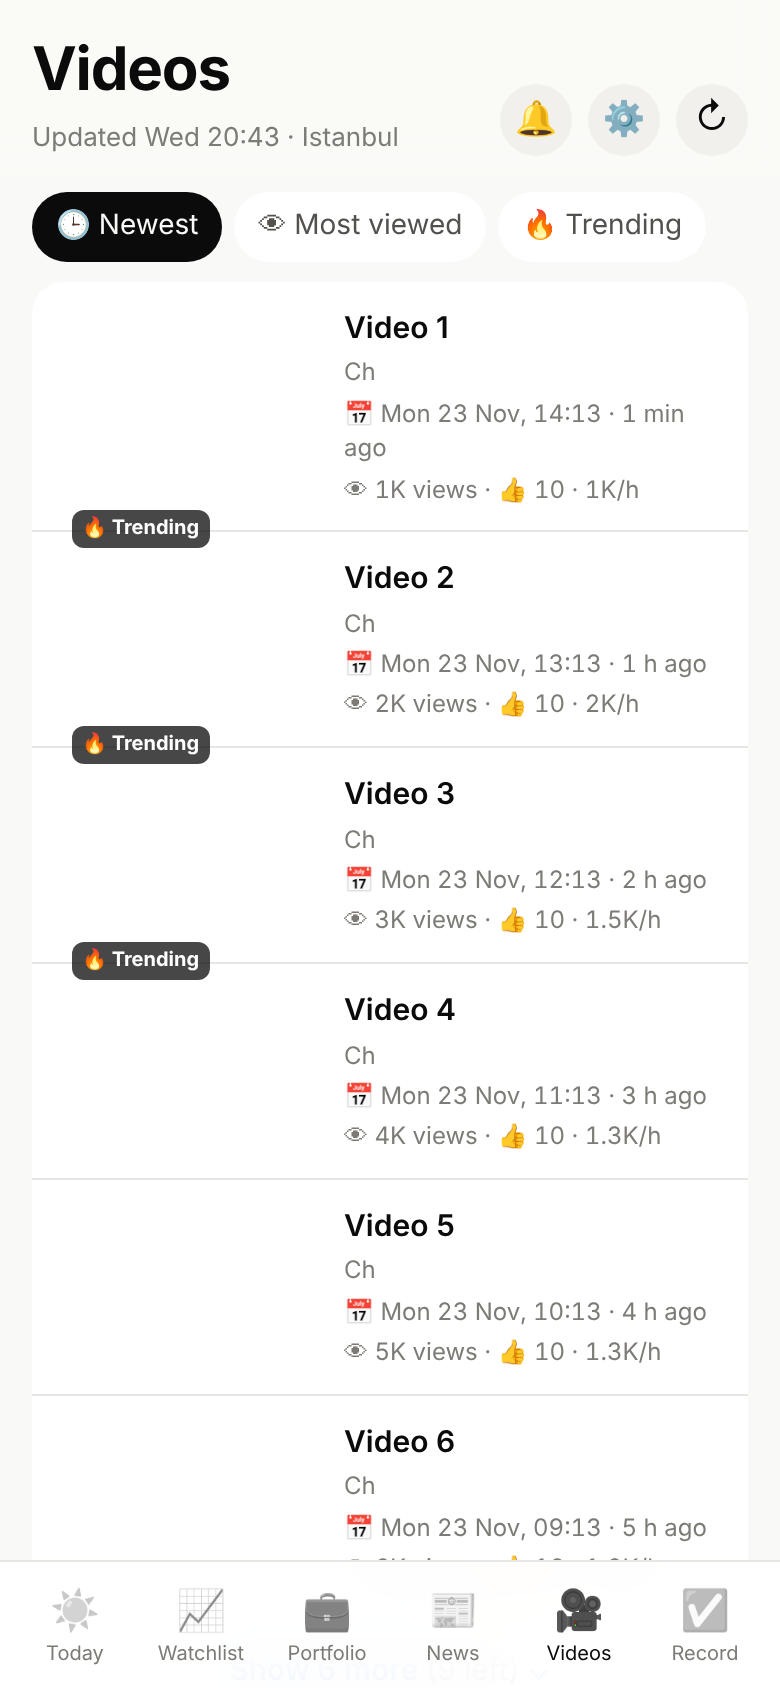 Videos
Updated Wed 20:43 · Istanbul
Newest
Most viewed
Trending
Video 1
Ch
Mon 23 Nov, 14:13 · 1 min
ago
1K views · 10 · 1K/h
Trending
Video 2
Ch
Mon 23 Nov, 13:13 · 1 h ago
2K views · 10 · 2K/h
Trending
Video 3
Ch
Mon 23 Nov, 12:13 · 2 h ago
3K views · 10 · 1.5K/h
Trending
Video 4
Ch
Mon 23 Nov, 11:13 · 3 h ago
4K views · 10 · 1.3K/h
Video 5
Ch
Mon 23 Nov, 10:13 · 4 h ago
5K views · 10 · 1.3K/h
Video 6
Ch
Mon 23 Nov, 09:13 · 5 h ago
Today
Watchlist
Portfolio
News
Videos
Record
Show 6 more (9 left)